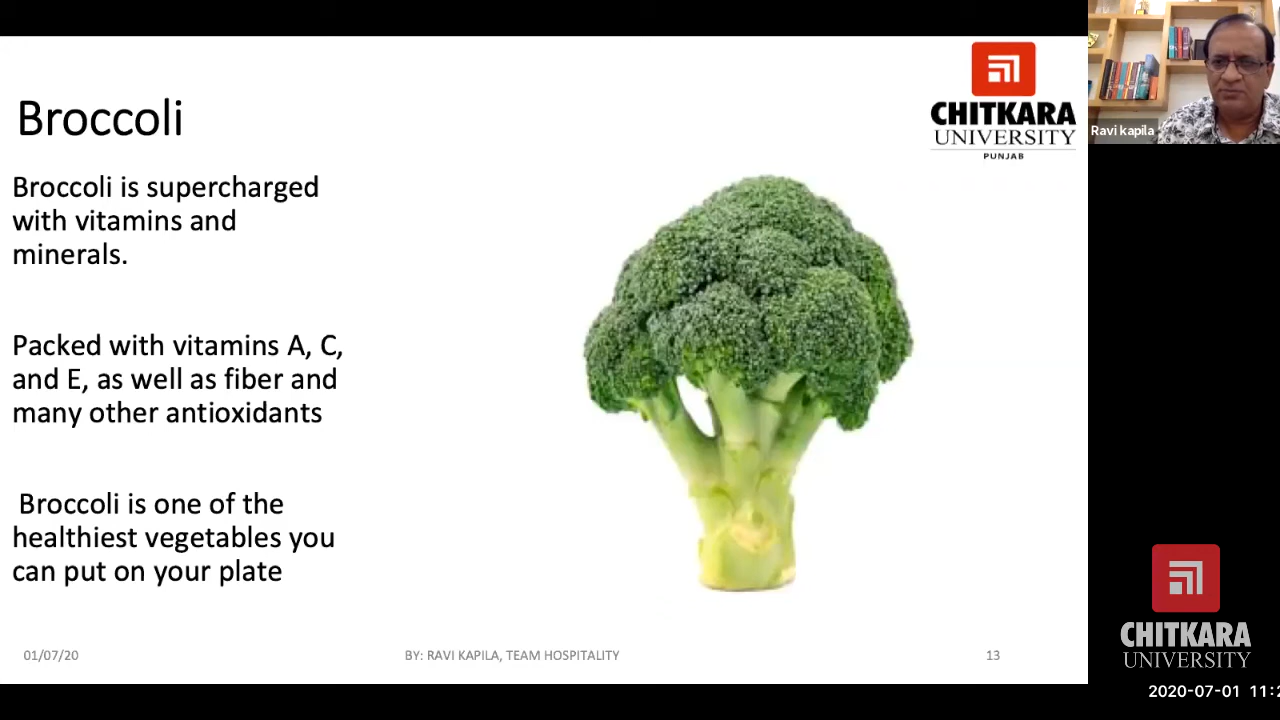 Broccoli
Broccoli is supercharged
with vitamins and
minerals.
Packed with vitamins A, C,
and E, as well as fiber and
many other antioxidants
Broccoli is one of the
healthiest vegetables you
can put on your plate
01/07/20
BY: RAVI KAPILA, TEAM HOSPITALITY
13
CHITKARA
UNIVERSITY
PUNJAB
Ravi kapila
CHITKARA
UNIVERSITY
2020-07-01 11:2